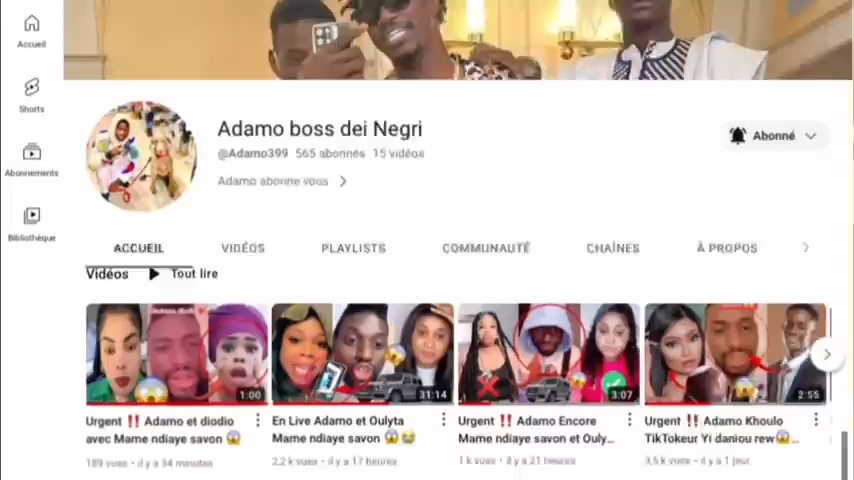 Accueil
Shorts
Abonnements
Bibliothèque
Adamo boss dei Negri
@Adamo399 565 abonnés 15 vidéos
Adamo abonne vous
Abonné
ACCUEIL VIDÉOS PLAYLISTS COMMUNAUTÉ CHAÎNES À PROPOS
Vidéos Tout lire
1:00
31:14
3:07
2:55
Urgent ‼️ Adamo et diodio
avec Mame ndiaye savon 😱
189 vues • il y a 34 minutes
En Live Adamo et Oulyta
Mame ndiaye savon 😱😭
2,2 k vues • il y a 17 heures
Urgent ‼️ Adamo Encore
Mame ndiaye savon et Ouly...
1 k vues • il y a 21 heures
Urgent ‼️ Adamo Khoulo
TikTokeur Yi daniou rew😱...
3,5 k vues • il y a 1 jour